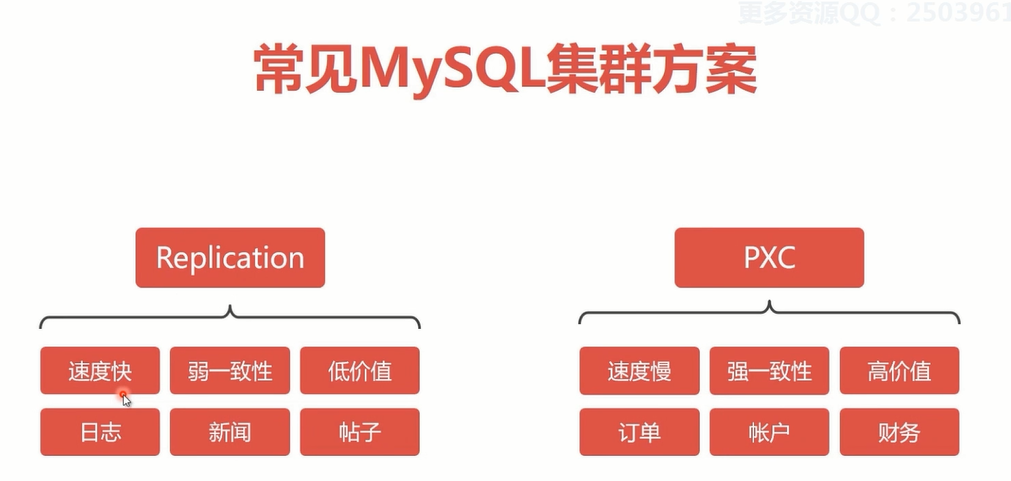 更多资源QQ：2503961
常见MySQL集群方案
Replication
PXC
速度快 弱一致性 低价值
速度慢 强一致性 高价值
日志 新闻 帖子
订单 帐户 财务